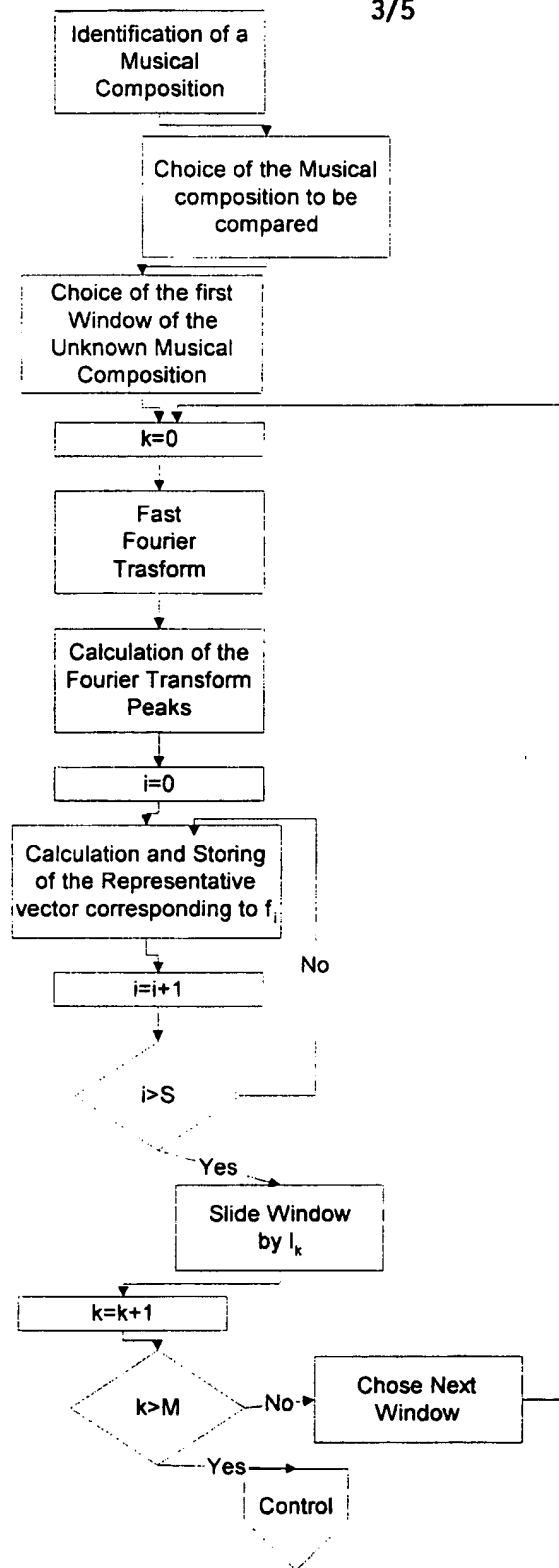 3/5
Identification of a
Musical
Composition
Choice of the Musical
composition to be
compared
Choice of the first
Window of the
Unknown Musical
Composition
k=0
Fast
Fourier
Trasform
Calculation of the
Fourier Transform
Peaks
i=0
Calculation and Storing
of the Representative
vector corresponding to fi
i=i+1
No
i>S
Yes
Slide Window
by lk
k=k+1
k>M
No
Chose Next
Window
Yes
Control